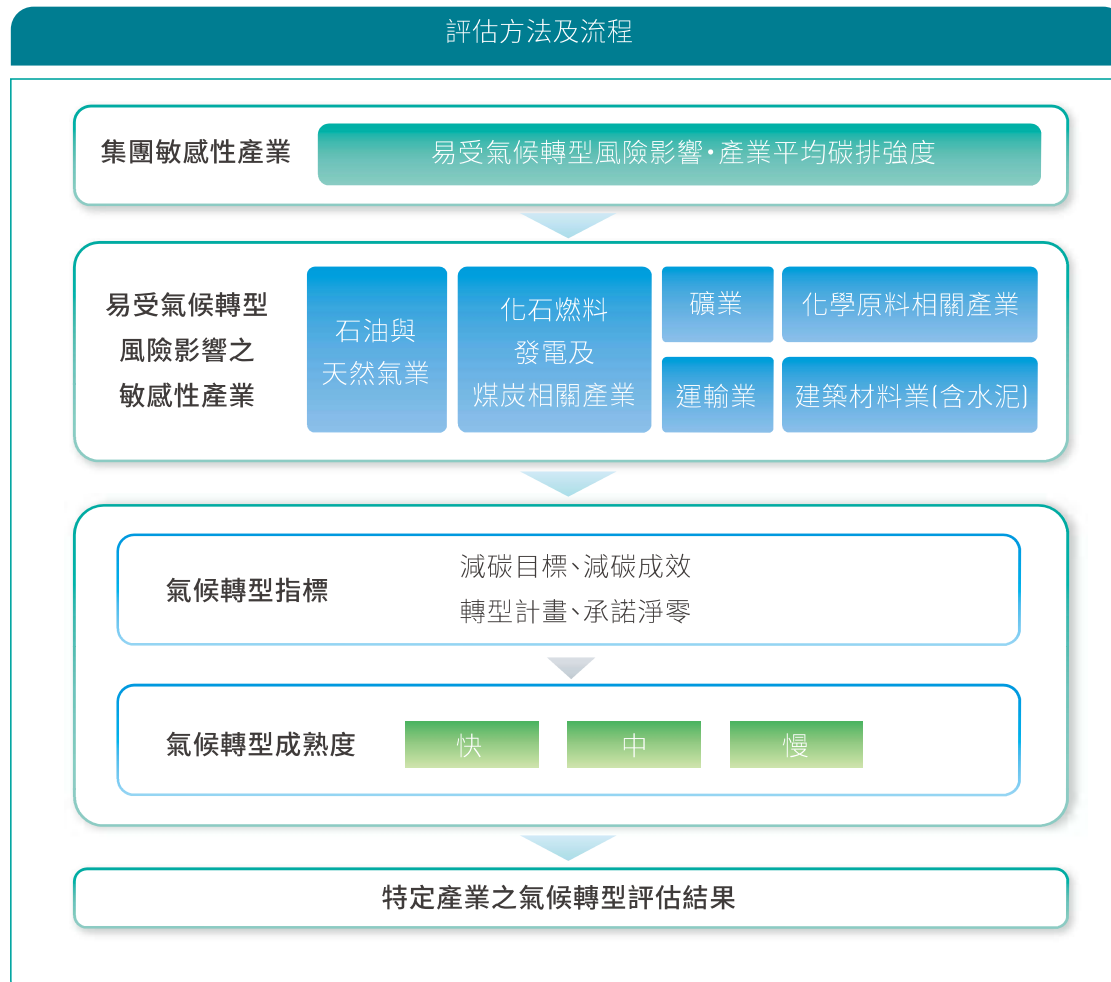 評估方法及流程
集團敏感性產業
易受氣候轉型風險影響•產業平均碳排強度
易受氣候轉型
風險影響之
敏感性產業
石油與
天然氣業
化石燃料
發電及
煤炭相關產業
礦業
化學原料相關產業
運輸業
建築材料業(含水泥)
氣候轉型指標
減碳目標、減碳成效
轉型計畫、承諾淨零
氣候轉型成熟度
快
中
慢
特定產業之氣候轉型評估結果